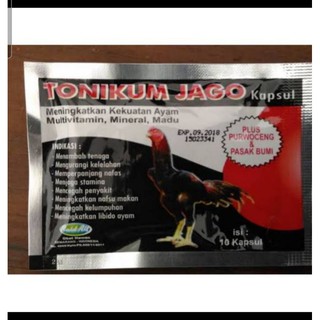 TONIKUM JAGO Kapsul
Meningkatkan Kekuatan Ayam
Multivitamin, Mineral, Madu
EXP.09.2018
15023341
PLUS
PURWOCENG
&
PASAK BUMI
INDIKASI :
- Menambah tenaga
- Mengurangi kelelahan
- Memperpanjang nafas
- Menjaga stamina
- Mencegah penyakit
- Meningkatkan nafsu makan
- Mencegah kelumpuhan
- Meningkatkan libido ayam
isi :
10 Kapsul